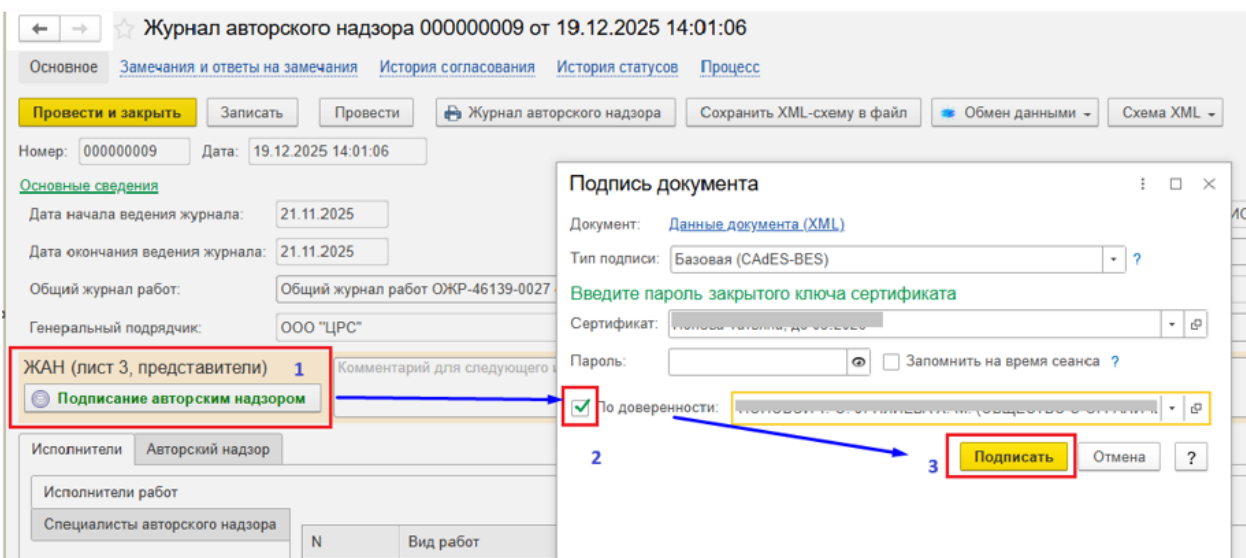 Журнал авторского надзора 000000009 от 19.12.2025 14:01:06
Основное Замечания и ответы на замечания История согласования История статусов Процесс
Провести и закрыть Записать Провести Журнал авторского надзора Сохранить XML-схему в файл Обмен данными Схема XML
Номер: 000000009 Дата: 19.12.2025 14:01:06
Основные сведения
Дата начала ведения журнала: 21.11.2025
Дата окончания ведения журнала: 21.11.2025
Общий журнал работ: Общий журнал работ ОЖР-46139-0027
Генеральный подрядчик: ООО "ЦРС"
ЖАН (лист 3, представители) 1
Комментарий для следующего
Подписание авторским надзором
Исполнители Авторский надзор
Исполнители работ
Специалисты авторского надзора
N Вид работ
Подпись документа
Документ: Данные документа (XML)
Тип подписи: Базовая (CAdES-BES) ?
Введите пароль закрытого ключа сертификата
Сертификат:
Пароль: Запомнить на время сеанса ?
По доверенности:
2
3 Подписать Отмена ?